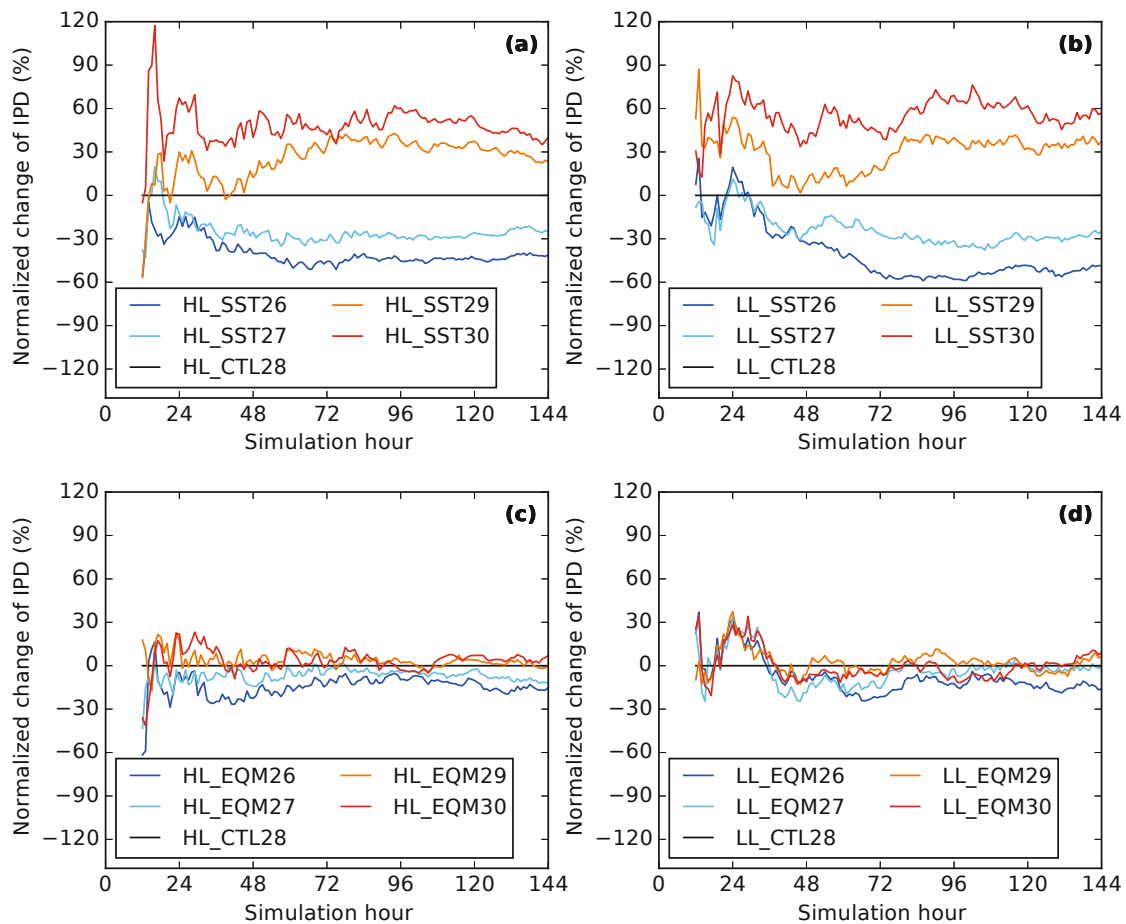 Normalized change of IPD (%)
120
90
60
30
0
−30
−60
−90
−120
(a)
HL_SST26
HL_SST29
HL_SST27
HL_SST30
HL_CTL28
0
24
48
72
96
120
144
Simulation hour
Normalized change of IPD (%)
120
90
60
30
0
−30
−60
−90
−120
(b)
LL_SST26
LL_SST29
LL_SST27
LL_SST30
LL_CTL28
0
24
48
72
96
120
144
Simulation hour
Normalized change of IPD (%)
120
90
60
30
0
−30
−60
−90
−120
(c)
HL_EQM26
HL_EQM29
HL_EQM27
HL_EQM30
HL_CTL28
0
24
48
72
96
120
144
Simulation hour
Normalized change of IPD (%)
120
90
60
30
0
−30
−60
−90
−120
(d)
LL_EQM26
LL_EQM29
LL_EQM27
LL_EQM30
LL_CTL28
0
24
48
72
96
120
144
Simulation hour